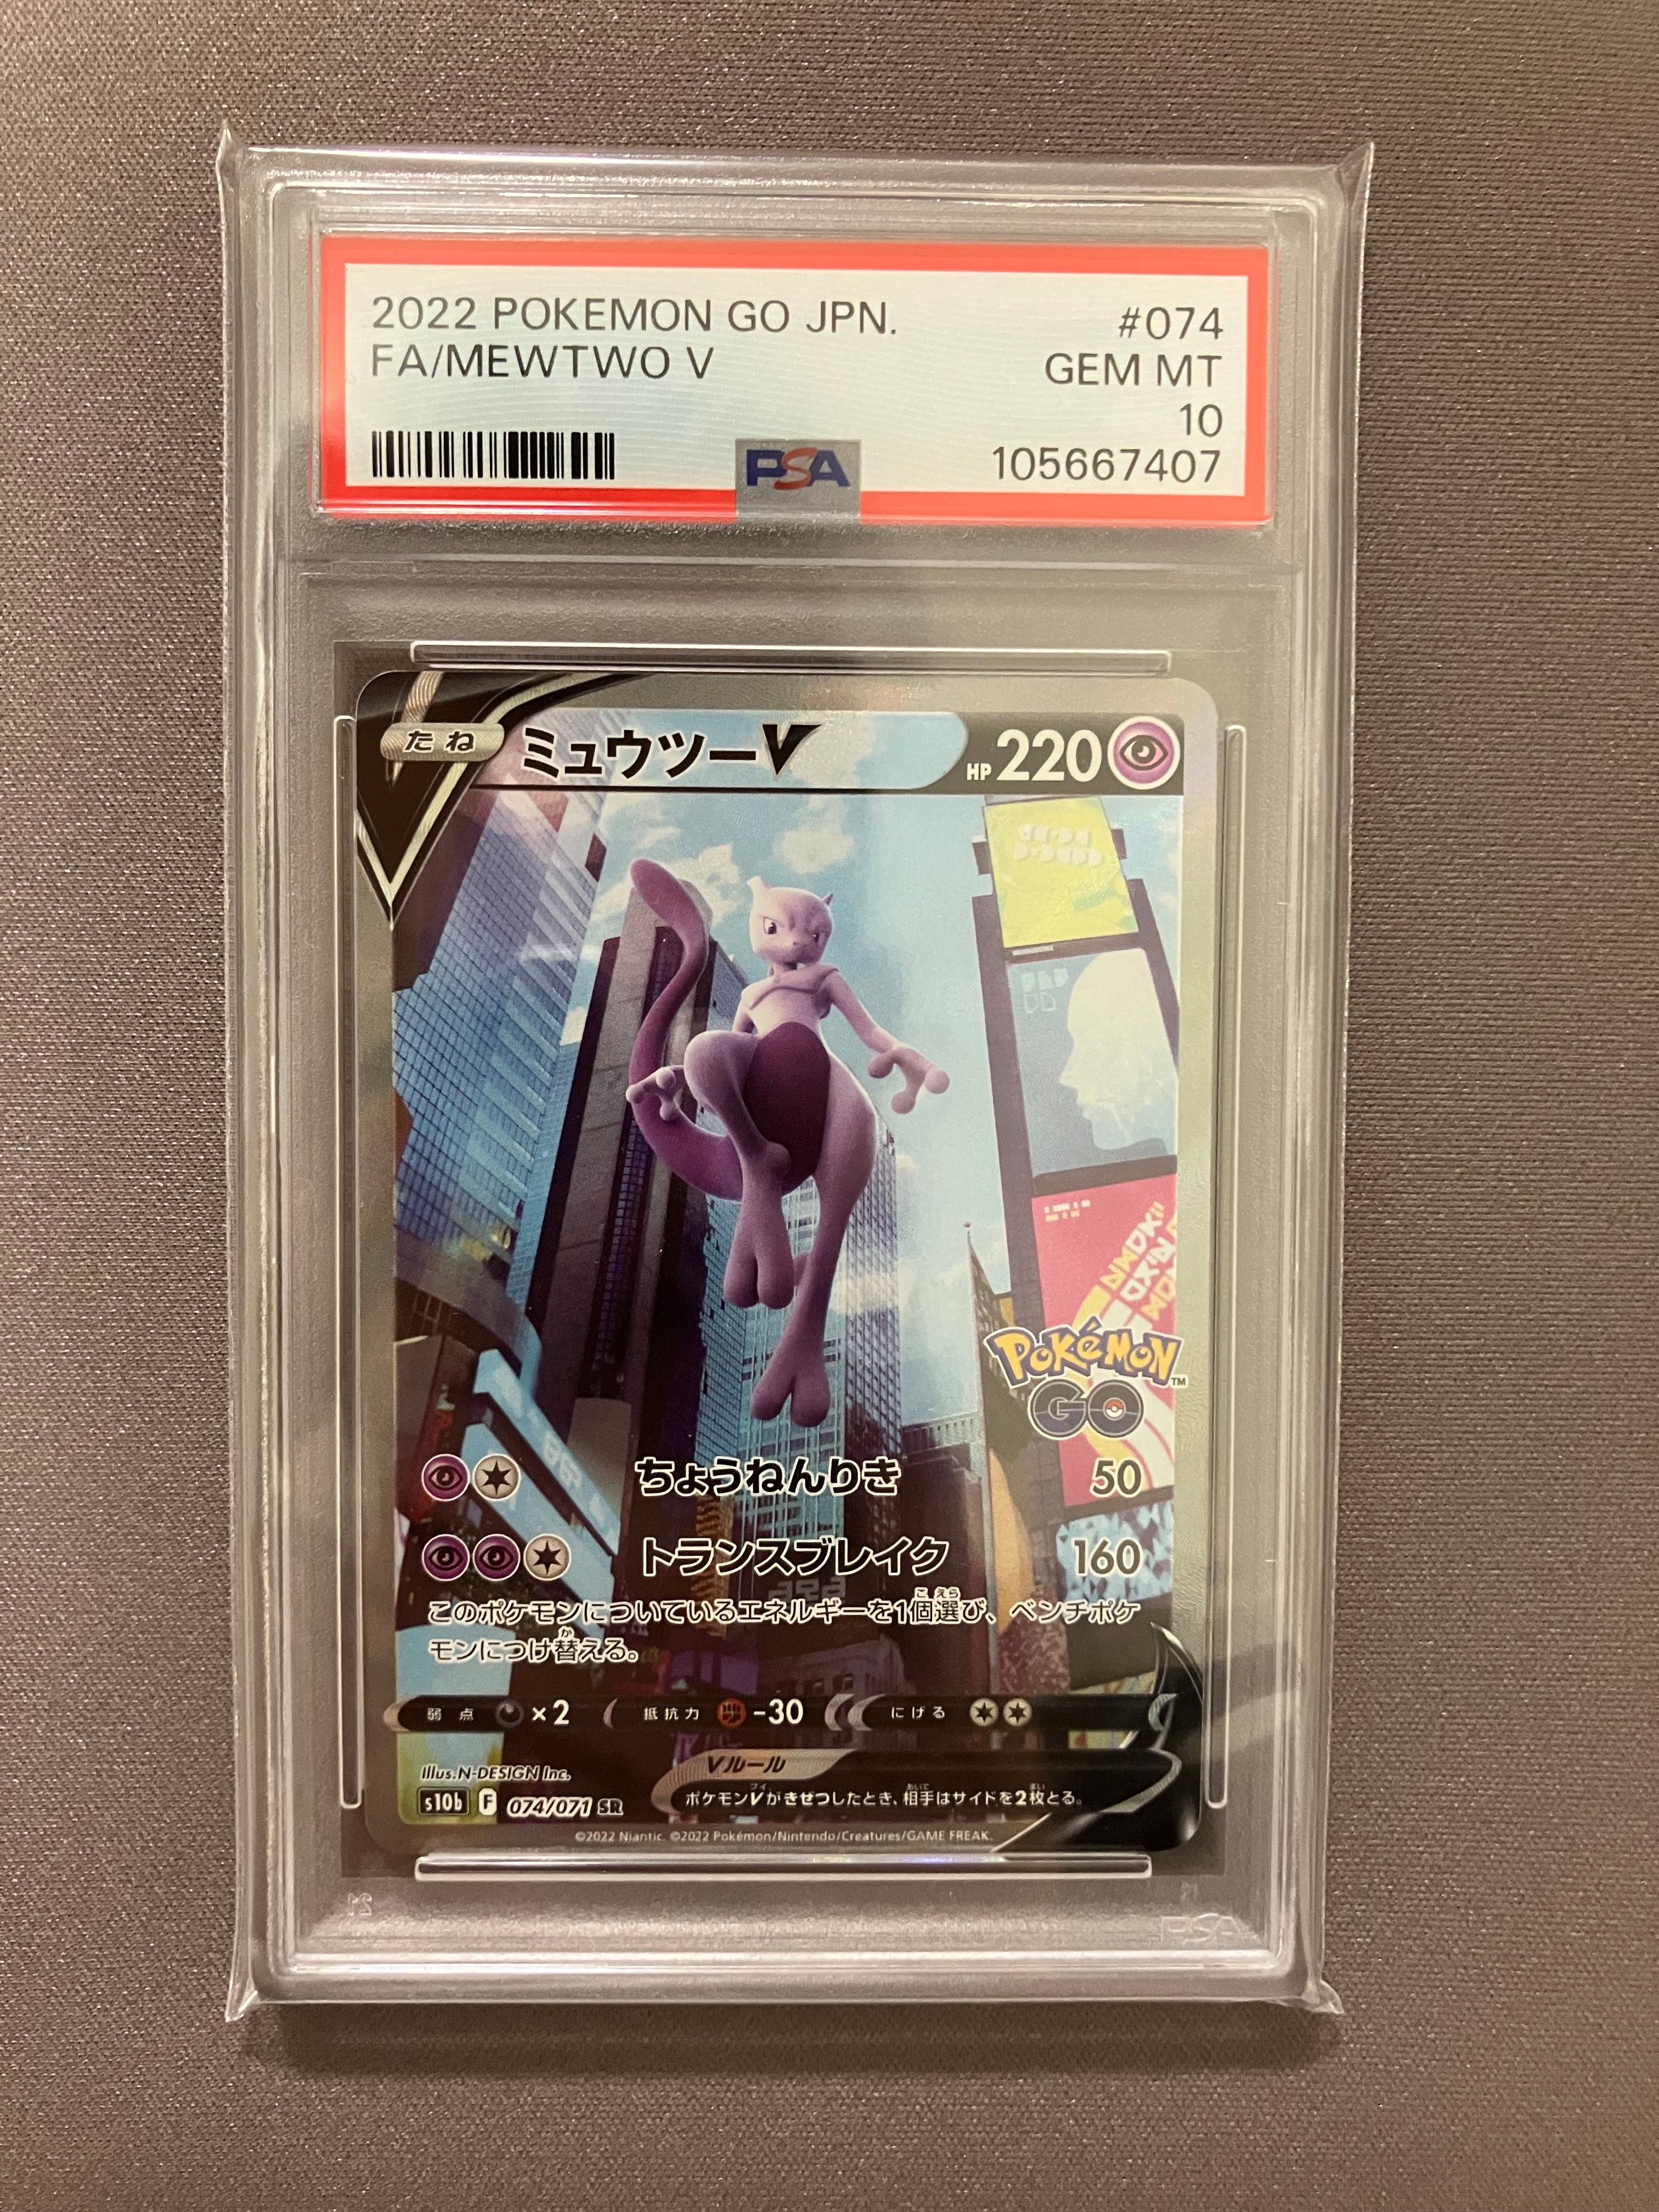 2022 POKEMON GO JPN. #074
FA/MEWTWO V GEM MT
10
PSA 105667407
たね ミュウツーV HP 220
POKéMON™
GO
ちょうねんりき 50
トランスブレイク 160
このポケモンについているエネルギーを1個選び、ベンチポケ
モンにつけ替える。
弱点 ×2 抵抗力 -30 にげる
Illus. N-DESIGN Inc. Vルール
s10b F 074/071 SR ポケモンVがきぜつしたとき、相手はサイドを2枚とる。
©2022 Niantic. ©2022 Pokémon/Nintendo/Creatures/GAME FREAK.
21
PSA